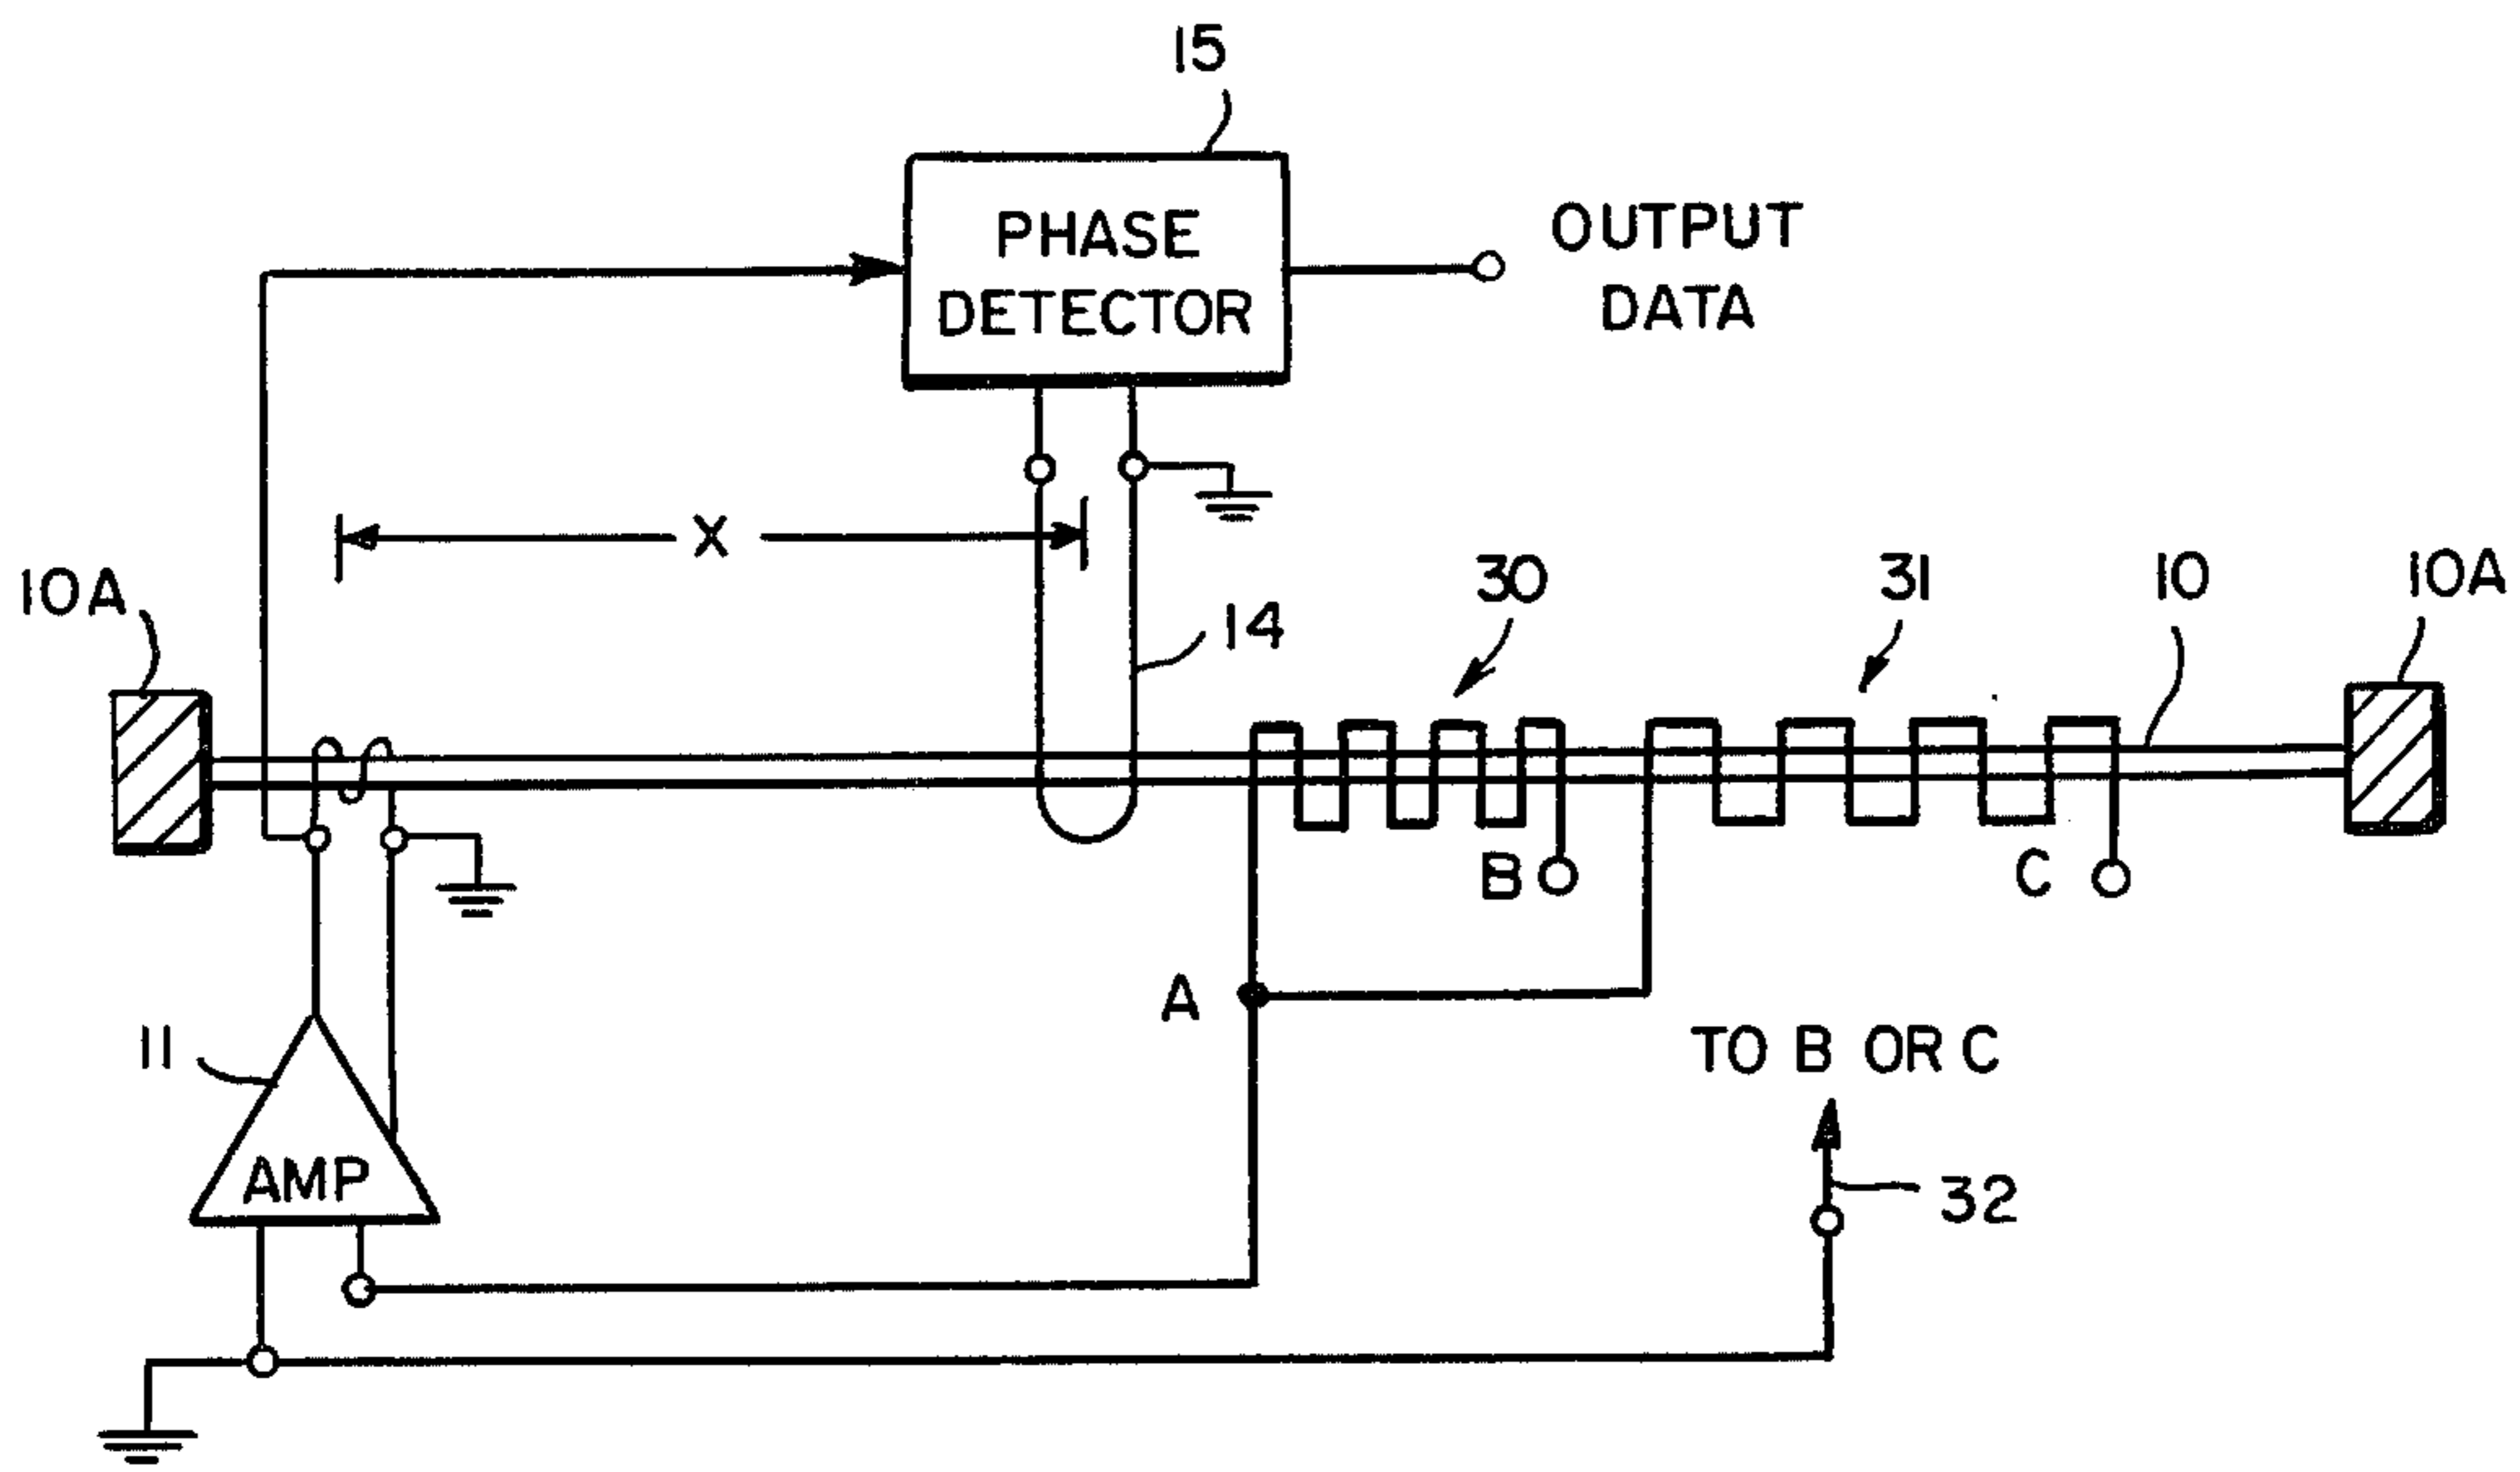 15
PHASE
DETECTOR
OUTPUT
DATA
X
10A
14
30
31
10
10A
B
C
A
11
AMP
TO B OR C
32